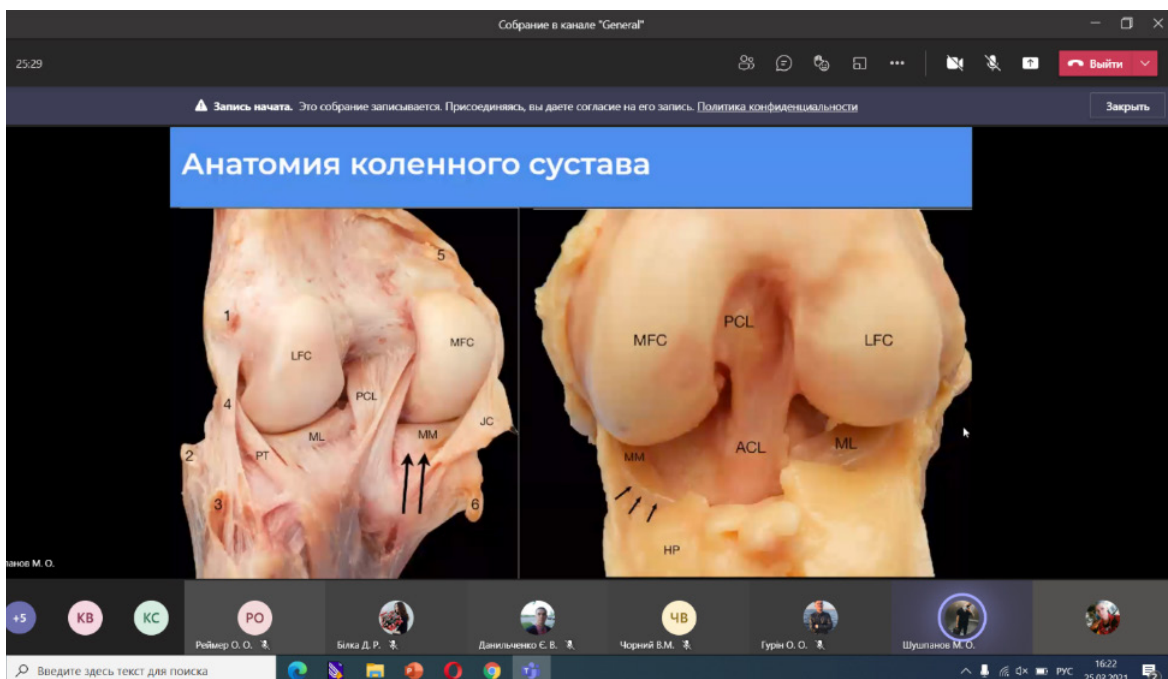 Собрание в канале "General"
25:29
Выйти
Запись начата. Это собрание записывается. Присоединяясь, вы даете согласие на его запись. Политика конфиденциальности
Закрыть
Анатомия коленного сустава
5
1
MFC
LFC
PCL
4
JC
ML
MM
2
PT
3
6
PCL
MFC
LFC
ACL
ML
MM
HP
панов М. О.
+5
КВ
КС
РО
ЧВ
Реймер О. О.
Білка Д. Р.
Данильченко Є. В.
Чорний В.М.
Гурін О. О.
Шушпанов М. О.
Введите здесь текст для поиска
РУС
16:22
25.03.2021
2